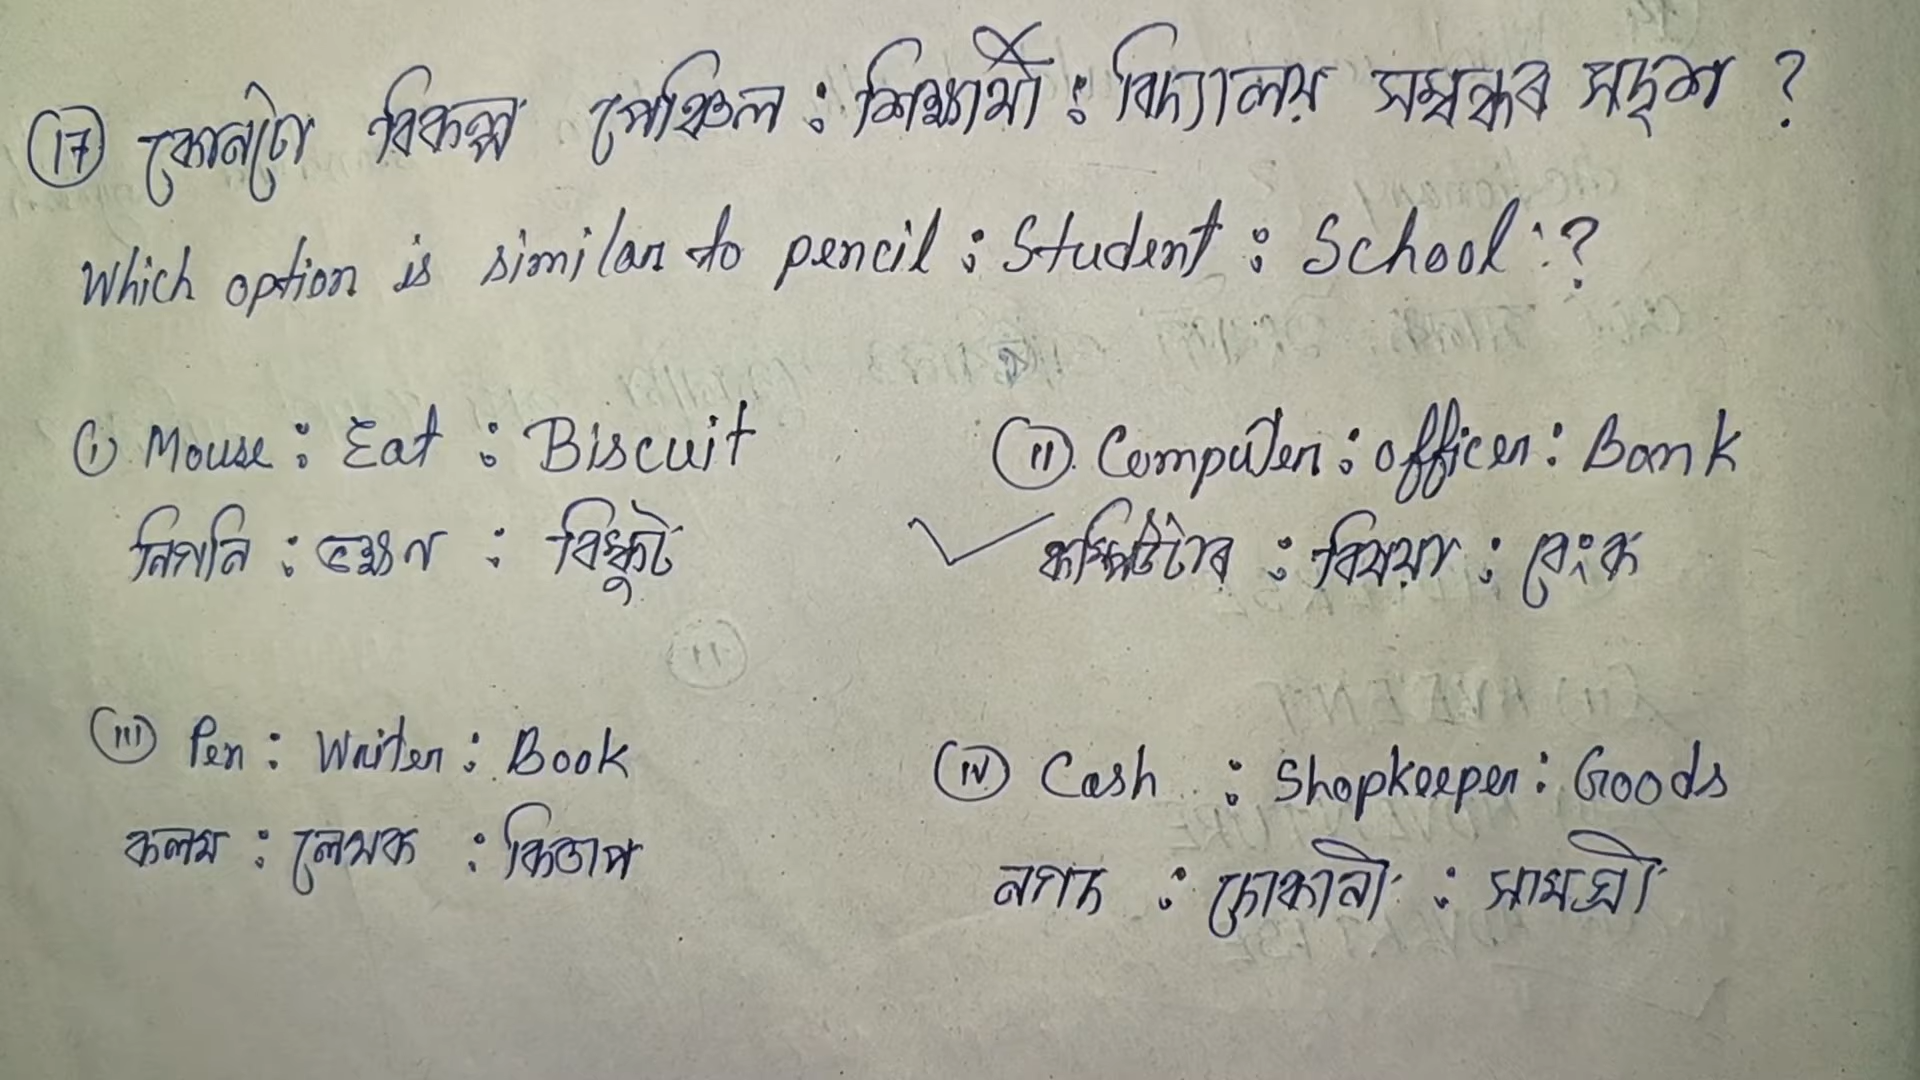 17 কোনটো বিকল্প পেঞ্চিল : শিক্ষাৰ্থী : বিদ্যালয় সম্বন্ধৰ সদৃশ ?
Which option is similar to pencil : Student : School : ?
(i) Mouse : Eat : Biscuit
(ii) Computer : officer : Bank
নিগনি : ভক্ষণ : বিস্কুট
কম্পিউটাৰ : বিষয়া : বেংক
(iii) Pen : Writer : Book
(iv) Cash : Shopkeeper : Goods
কলম : লেখক : কিতাপ
নগদ : দোকানী : সামগ্ৰী